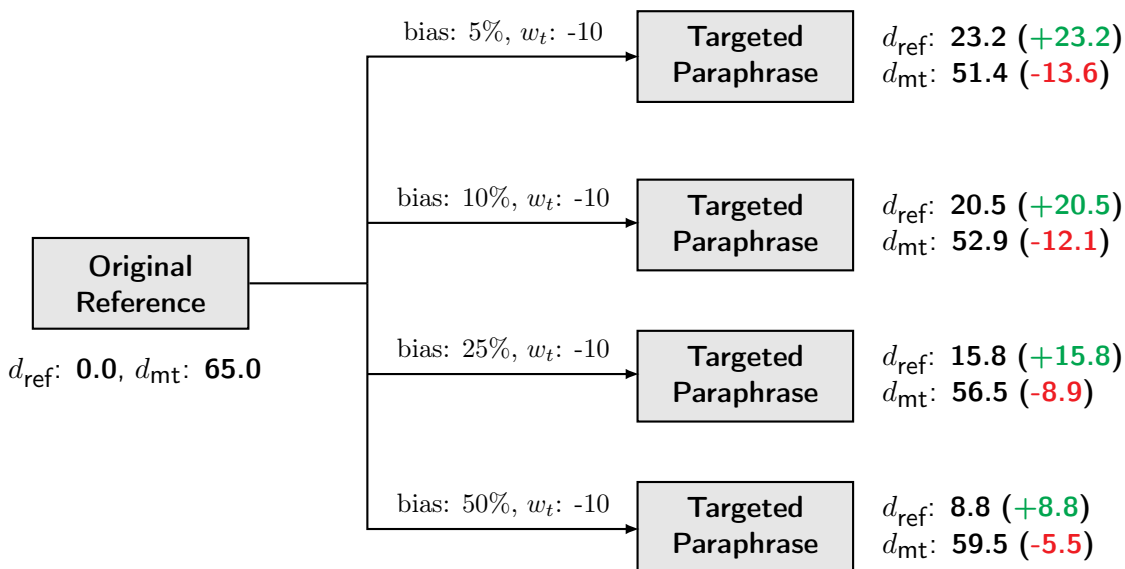 bias: 5%, w_t: -10
Targeted
Paraphrase
d_ref: 23.2 (+23.2)
d_mt: 51.4 (-13.6)
bias: 10%, w_t: -10
Targeted
Paraphrase
d_ref: 20.5 (+20.5)
d_mt: 52.9 (-12.1)
Original
Reference
d_ref: 0.0, d_mt: 65.0
bias: 25%, w_t: -10
Targeted
Paraphrase
d_ref: 15.8 (+15.8)
d_mt: 56.5 (-8.9)
bias: 50%, w_t: -10
Targeted
Paraphrase
d_ref: 8.8 (+8.8)
d_mt: 59.5 (-5.5)